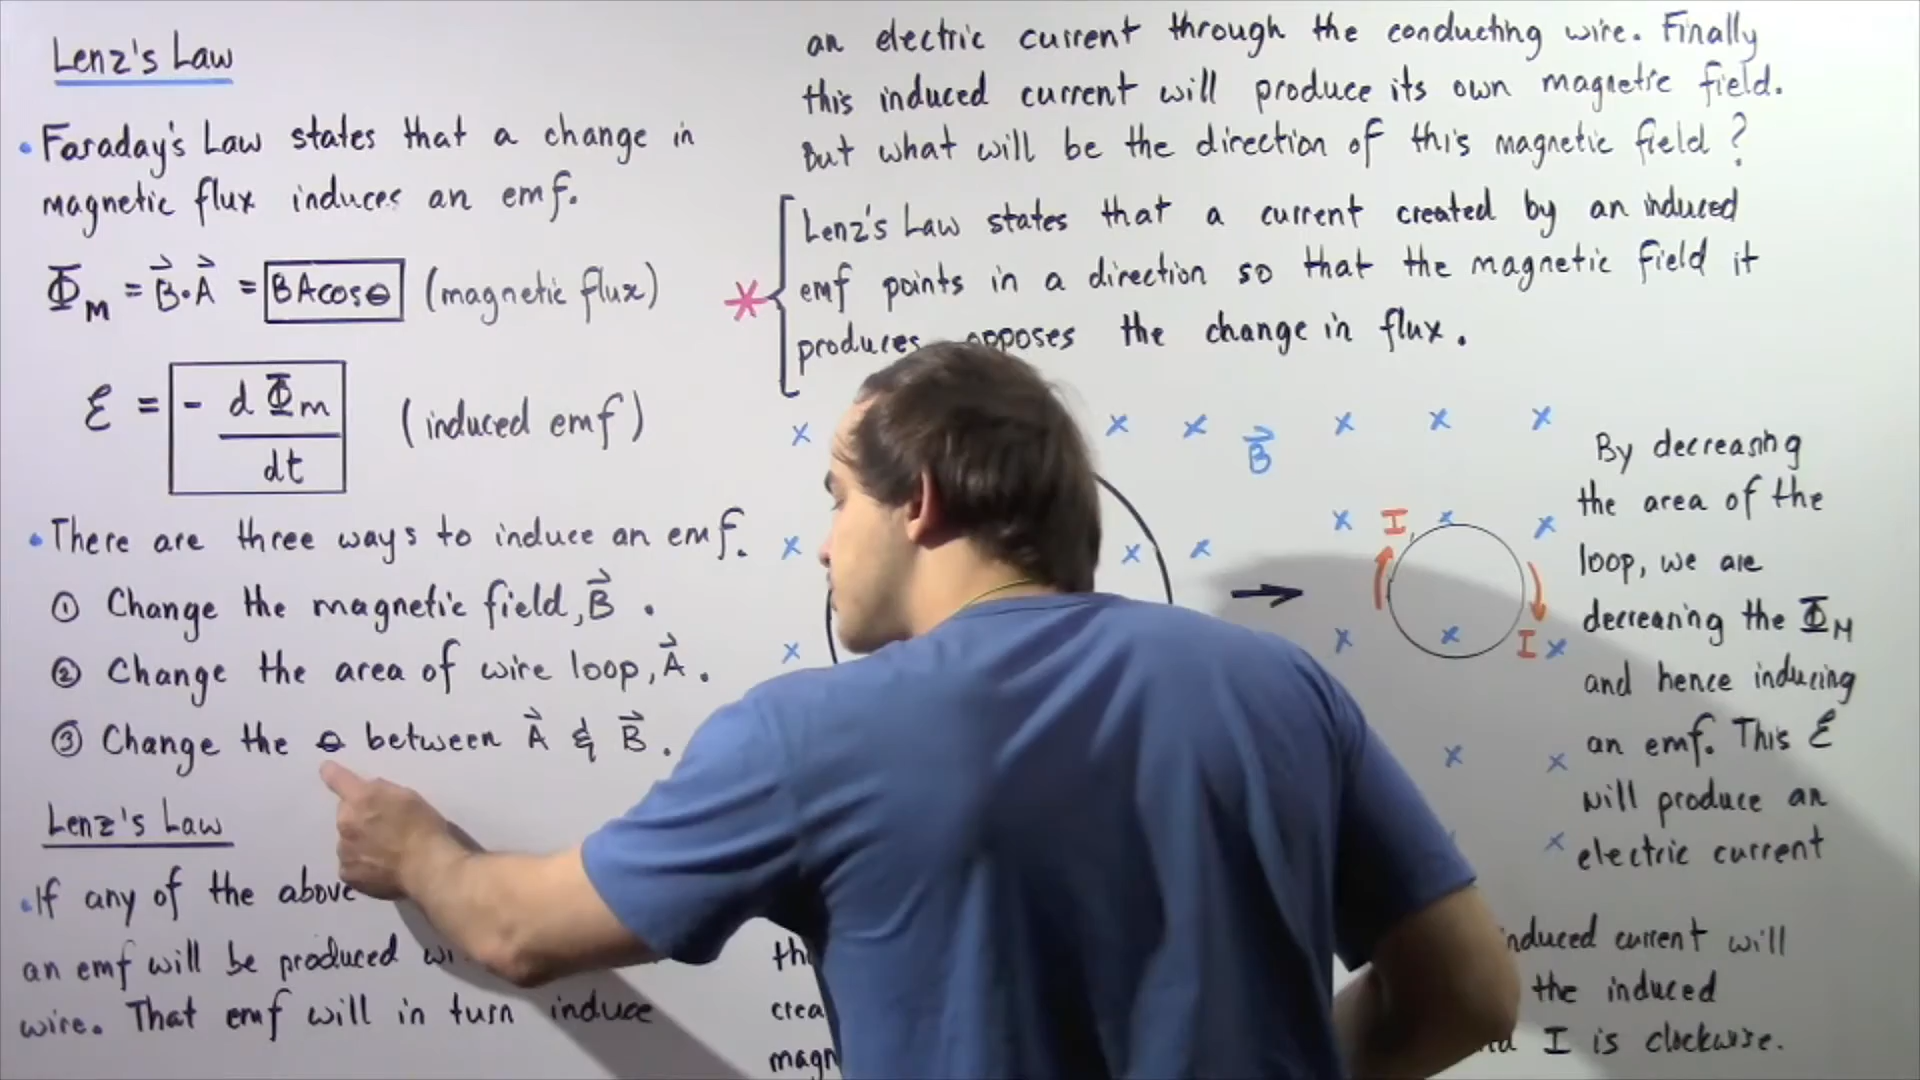 Lenz's Law
• Faraday's Law states that a change in
magnetic flux induces an emf.
Φ_M = B⃗·A⃗ = BAcosθ (magnetic flux)
ℰ = - dΦ_M/dt (induced emf)
• There are three ways to induce an emf.
① Change the magnetic field, B⃗.
② Change the area of wire loop, A⃗.
③ Change the θ between A⃗ & B⃗.
Lenz's Law
• If any of the above
an emf will be produced
wire. That emf will in turn induce
an electric current through the conducting wire. Finally
this induced current will produce its own magnetic field.
But what will be the direction of this magnetic field?
* Lenz's Law states that a current created by an induced
emf points in a direction so that the magnetic field it
produces opposes the change in flux.
B⃗
I
I
By decreasing
the area of the
loop, we are
decreasing the Φ_M
and hence inducing
an emf. This ℰ
will produce an
electric current
induced current will
the induced
I is clockwise.